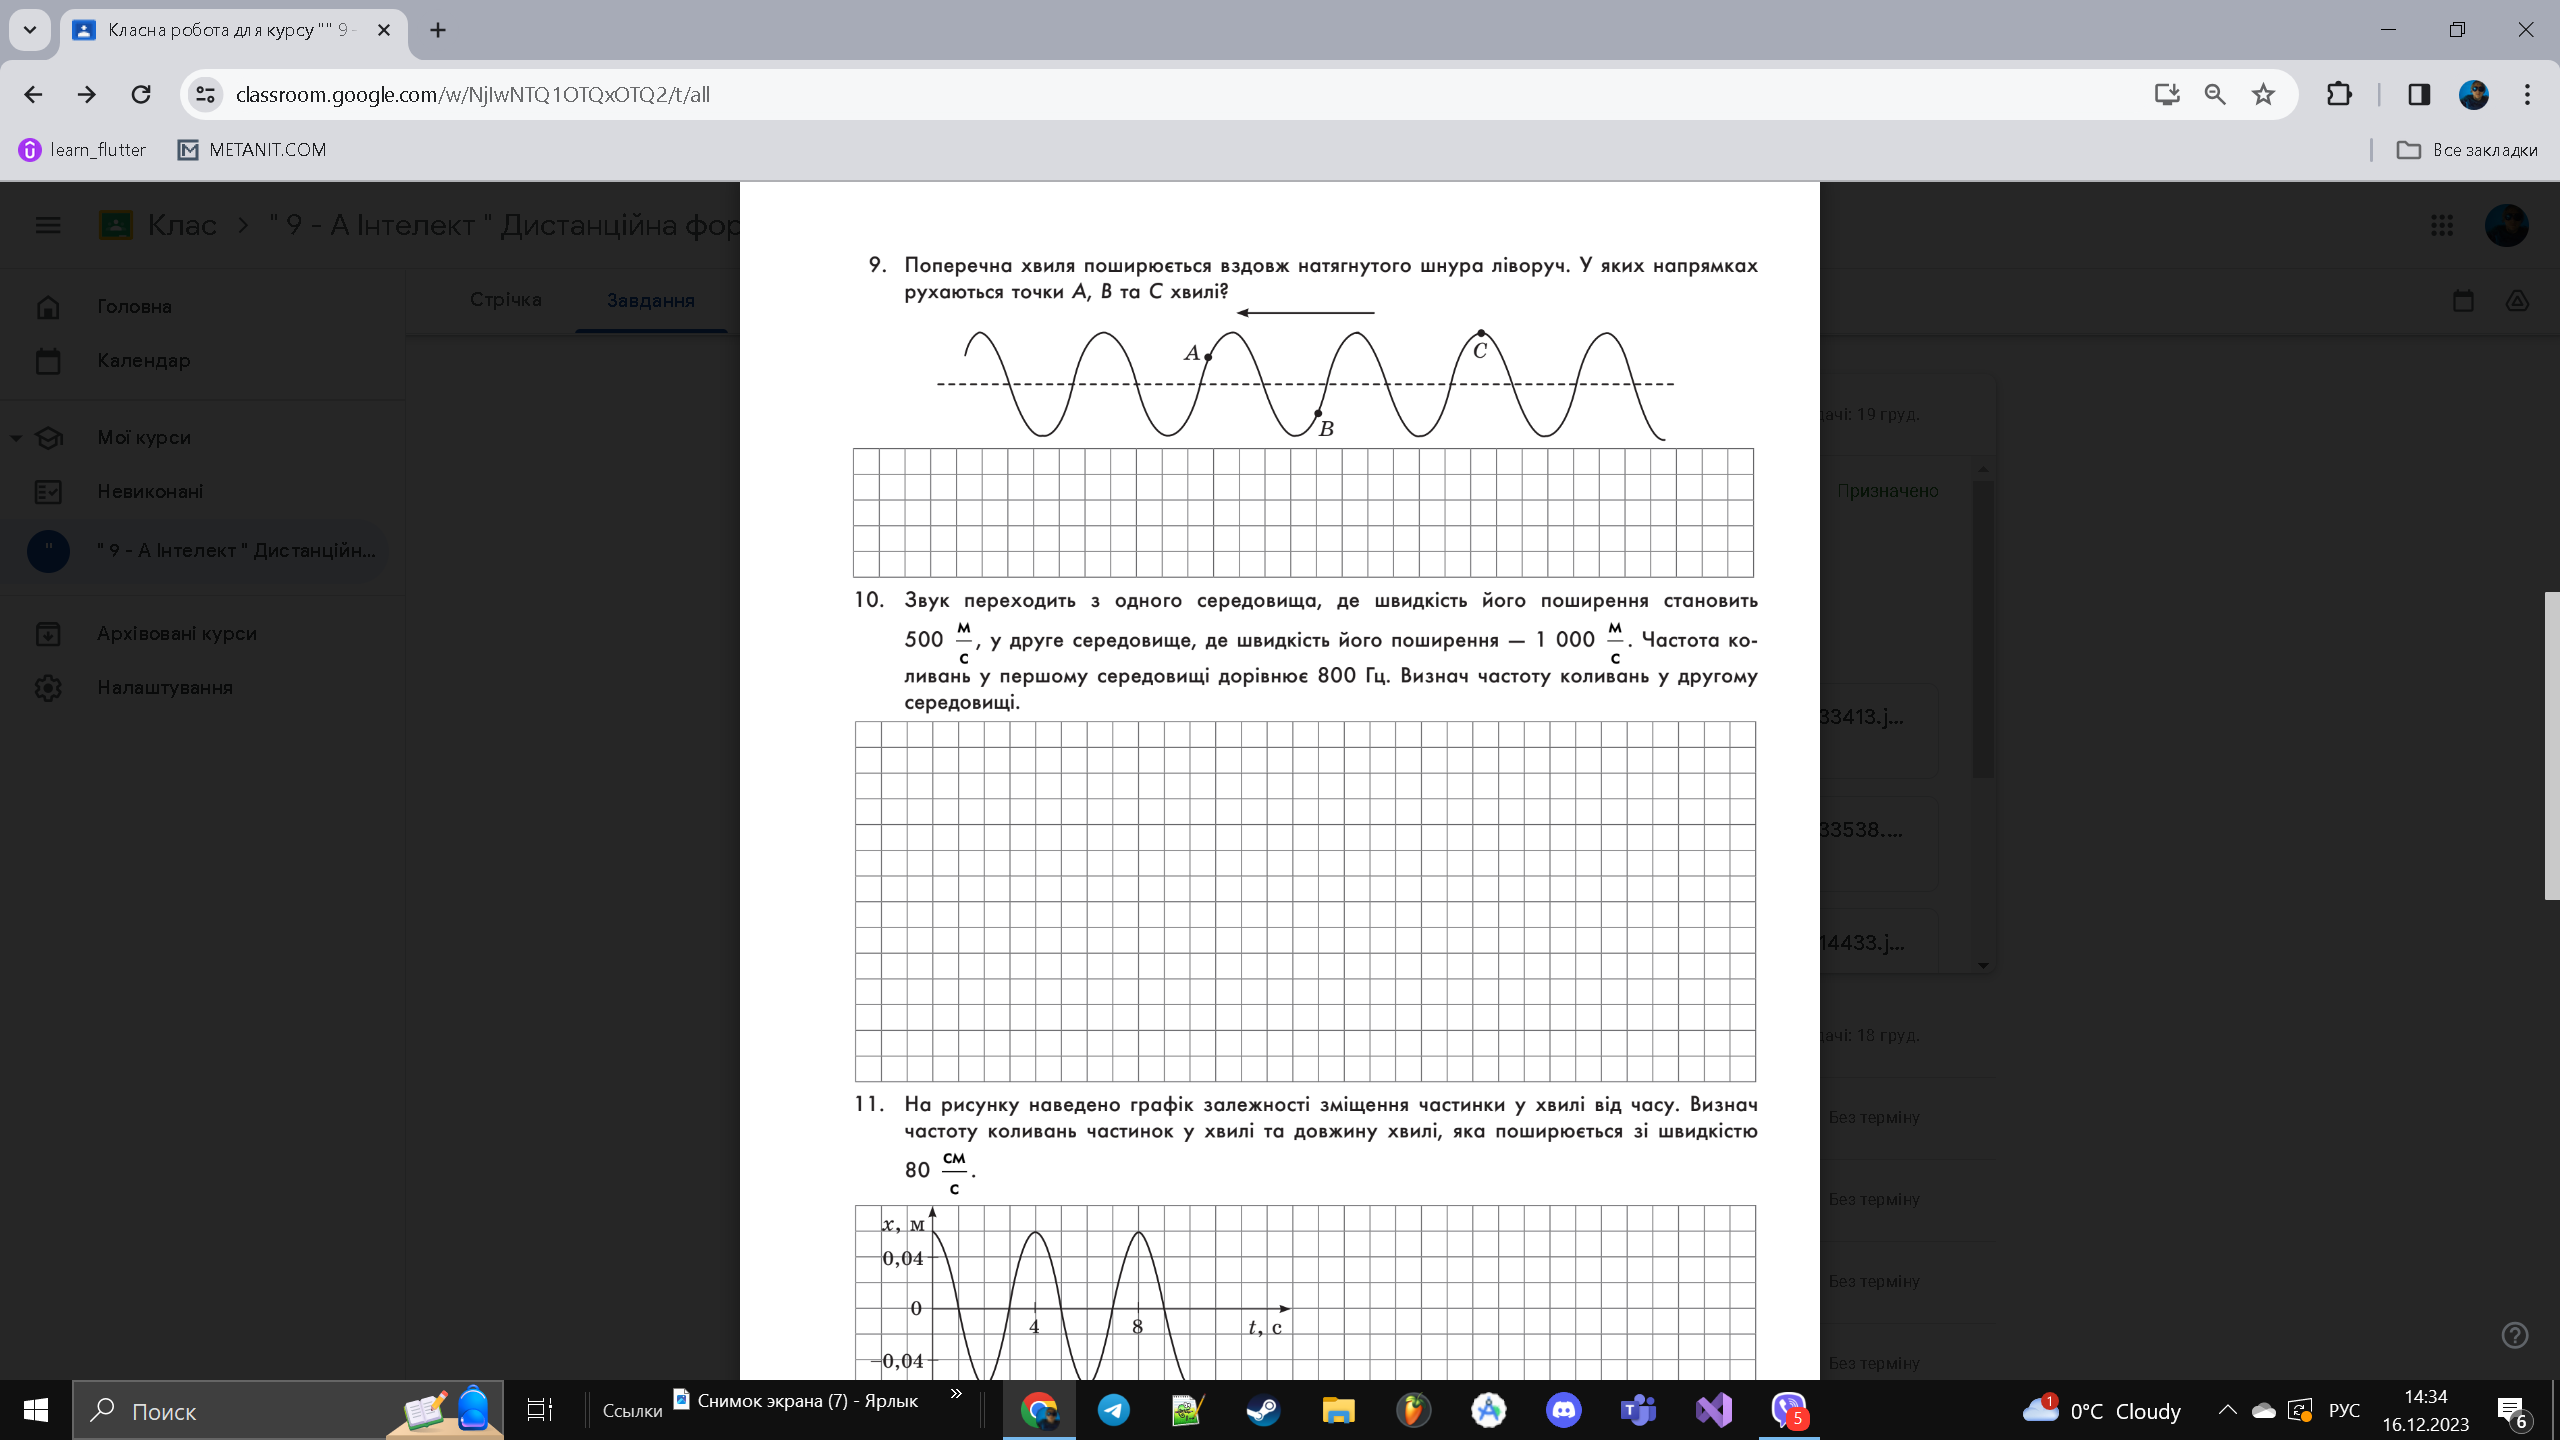 Класна робота для курсу "" 9 -
classroom.google.com/w/NjIwNTQ1OTQxOTQ2/t/all
learn_flutter
METANIT.COM
Все закладки
Клас
" 9 - А Інтелект " Дистанційна фор
Головна
Календар
Мої курси
Невиконані
"
" 9 - А Інтелект " Дистанційн...
Архівовані курси
Налаштування
Стрічка
Завдання
9. Поперечна хвиля поширюється вздовж натягнутого шнура ліворуч. У яких напрямках
рухаються точки A, B та C хвилі?
A
B
C
10. Звук переходить з одного середовища, де швидкість його поширення становить
500 м/с, у друге середовище, де швидкість його поширення — 1 000 м/с. Частота ко-
ливань у першому середовищі дорівнює 800 Гц. Визнач частоту коливань у другому
середовищі.
11. На рисунку наведено графік залежності зміщення частинки у хвилі від часу. Визнач
частоту коливань частинок у хвилі та довжину хвилі, яка поширюється зі швидкістю
80 см/с.
x, м
0,04
0
4
8
t, с
–0,04
дачі: 19 груд.
Призначено
33413.j...
33538....
14433.j...
дачі: 18 груд.
Без терміну
Без терміну
Без терміну
Без терміну
Поиск
Ссылки
Снимок экрана (7) - Ярлык
»
5
1
0°C Cloudy
РУС
14:34
16.12.2023
6